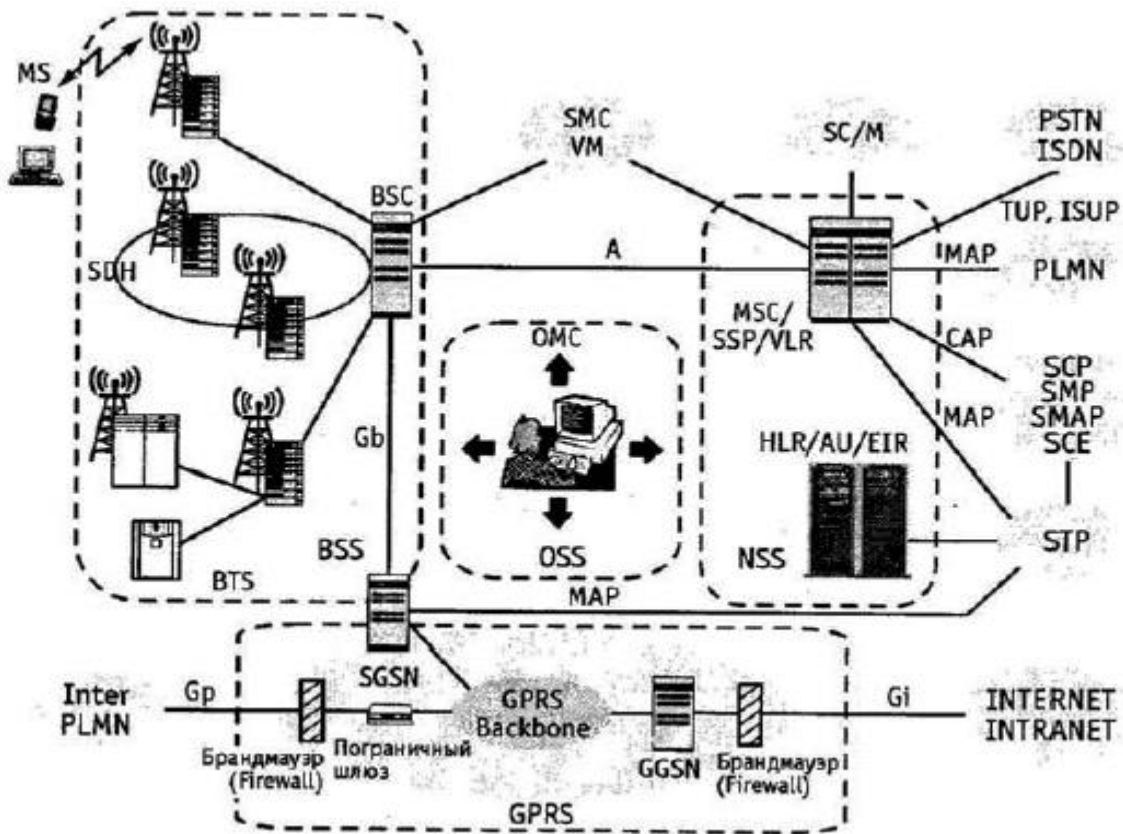 MS
SMC
VM
SC/M
PSTN
ISDN
BSC
TUP, ISUP
SDH
A
MAP
PLMN
MSC/
SSP/VLR
OMC
CAP
SCP
SMP
SMAP
SCE
MAP
Gb
HLR/AU/EIR
BSS
OSS
NSS
STP
BTS
MAP
SGSN
Inter
PLMN
Gp
GPRS
Backbone
Gi
INTERNET
INTRANET
Брандмауэр
(Firewall)
Пограничный
шлюз
GGSN
Брандмауэр
(Firewall)
GPRS